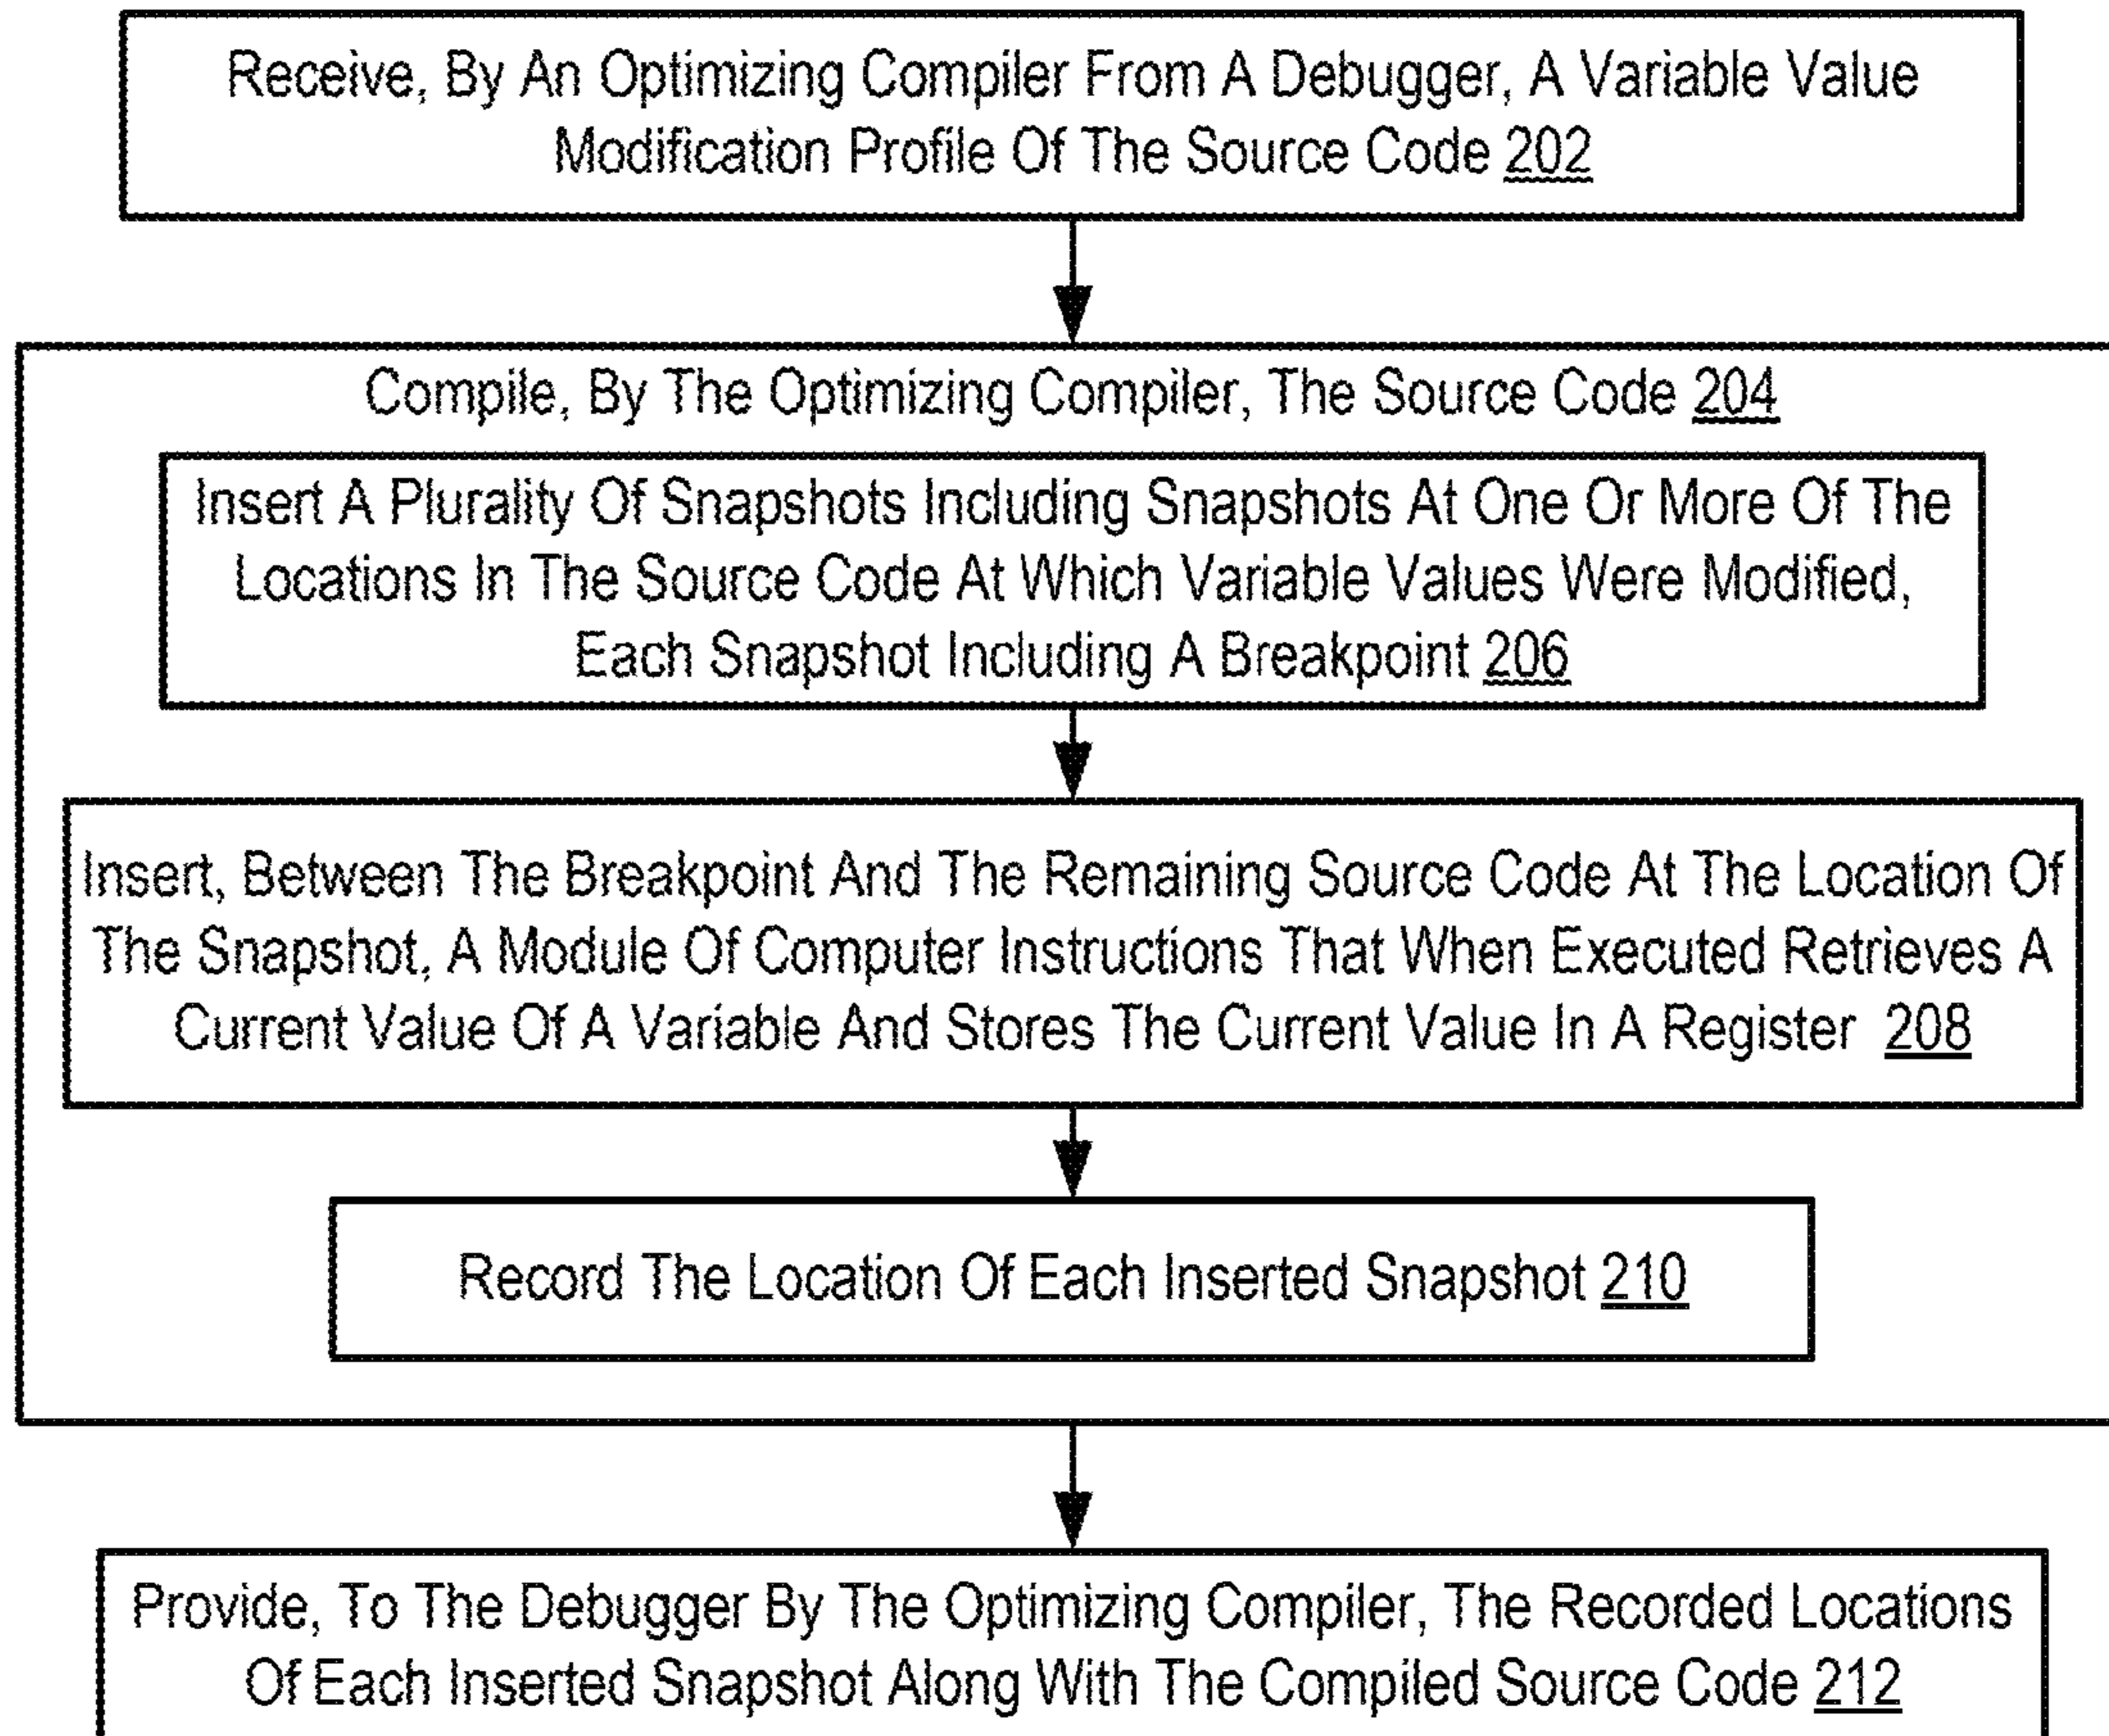 Receive, By An Optimizing Compiler From A Debugger, A Variable Value
Modification Profile Of The Source Code 202
Compile, By The Optimizing Compiler, The Source Code 204
Insert A Plurality Of Snapshots Including Snapshots At One Or More Of The
Locations In The Source Code At Which Variable Values Were Modified,
Each Snapshot Including A Breakpoint 206
Insert, Between The Breakpoint And The Remaining Source Code At The Location Of
The Snapshot, A Module Of Computer Instructions That When Executed Retrieves A
Current Value Of A Variable And Stores The Current Value In A Register 208
Record The Location Of Each Inserted Snapshot 210
Provide, To The Debugger By The Optimizing Compiler, The Recorded Locations
Of Each Inserted Snapshot Along With The Compiled Source Code 212